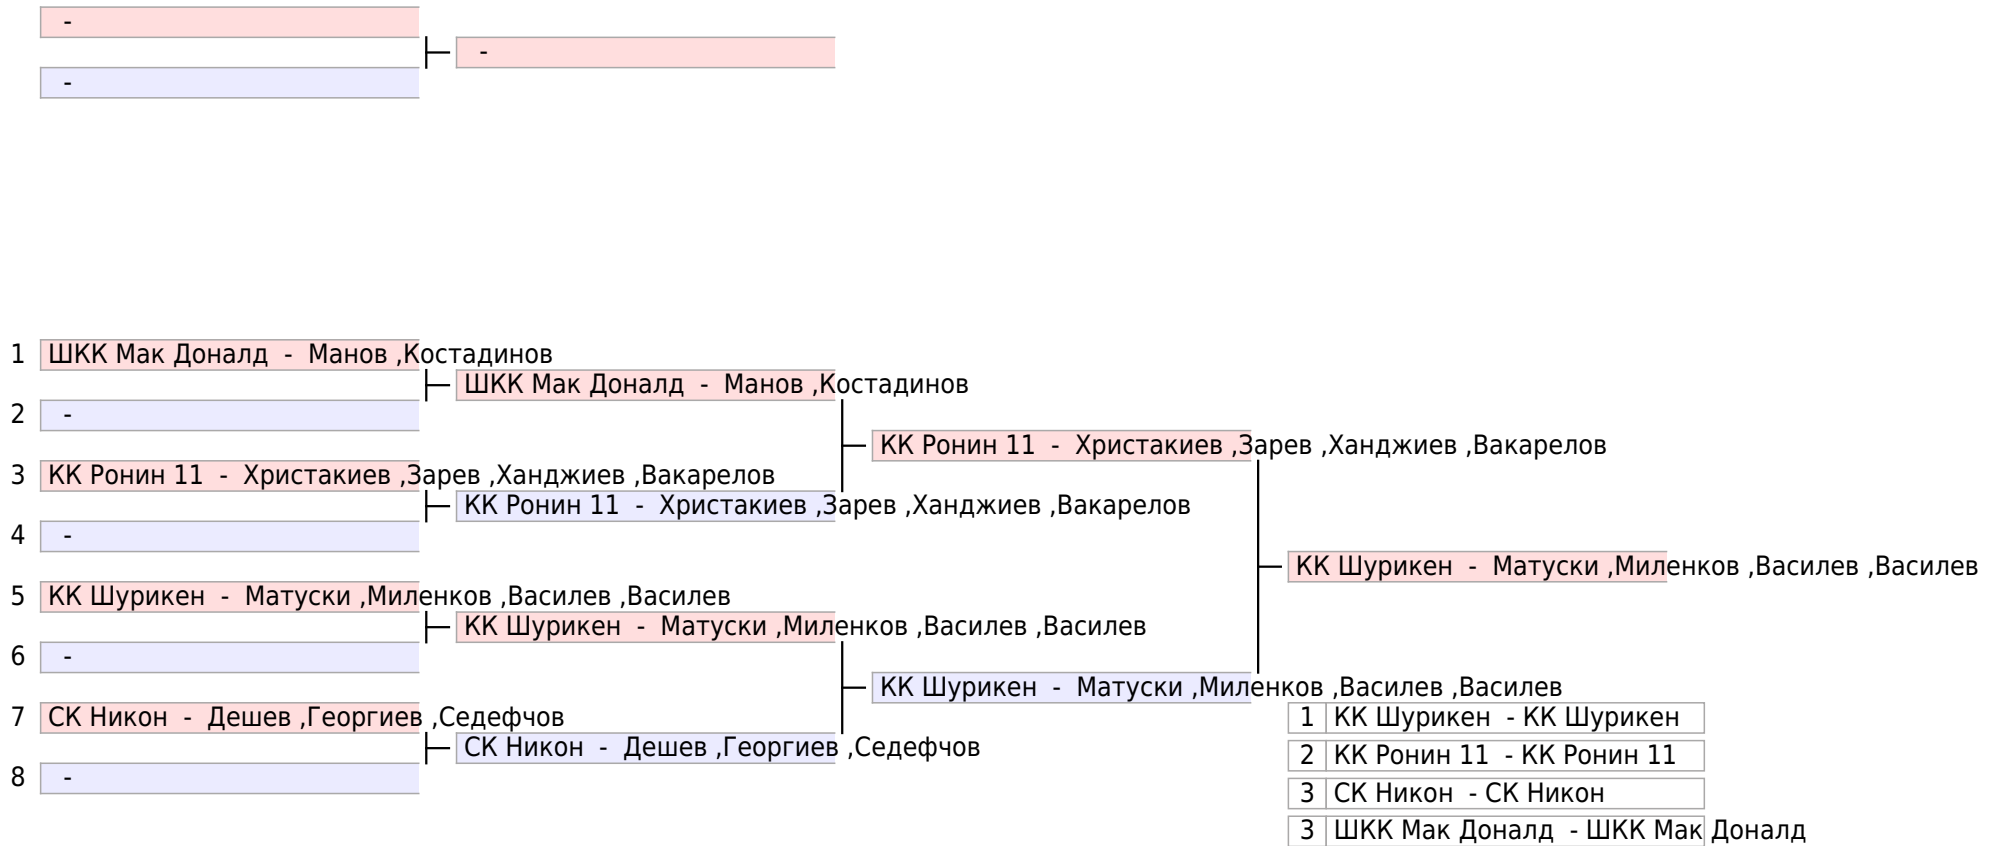 -
-
-
1 ШКК Мак Доналд - Манов ,Костадинов
ШКК Мак Доналд - Манов ,Костадинов
2 -
КК Ронин 11 - Христакиев ,Зарев ,Ханджиев ,Вакарелов
3 КК Ронин 11 - Христакиев ,Зарев ,Ханджиев ,Вакарелов
КК Ронин 11 - Христакиев ,Зарев ,Ханджиев ,Вакарелов
4 -
КК Шурикен - Матуски ,Миленков ,Василев ,Василев
5 КК Шурикен - Матуски ,Миленков ,Василев ,Василев
КК Шурикен - Матуски ,Миленков ,Василев ,Василев
6 -
КК Шурикен - Матуски ,Миленков ,Василев ,Василев
7 СК Никон - Дешев ,Георгиев ,Седефчов
1 КК Шурикен - КК Шурикен
СК Никон - Дешев ,Георгиев ,Седефчов
2 КК Ронин 11 - КК Ронин 11
8 -
3 СК Никон - СК Никон
3 ШКК Мак Доналд - ШКК Мак Доналд